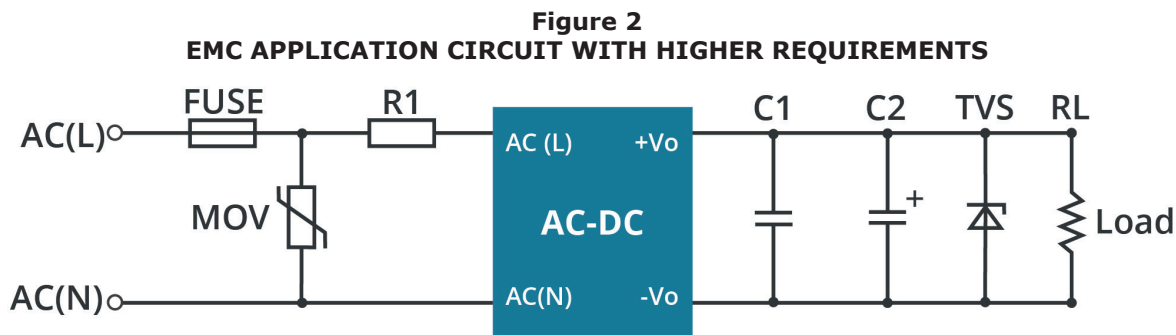 Figure 2
EMC APPLICATION CIRCUIT WITH HIGHER REQUIREMENTS
FUSE R1 C1 C2 TVS RL
AC(L) AC (L) +Vo
MOV AC-DC + Load
AC(N) AC(N) -Vo